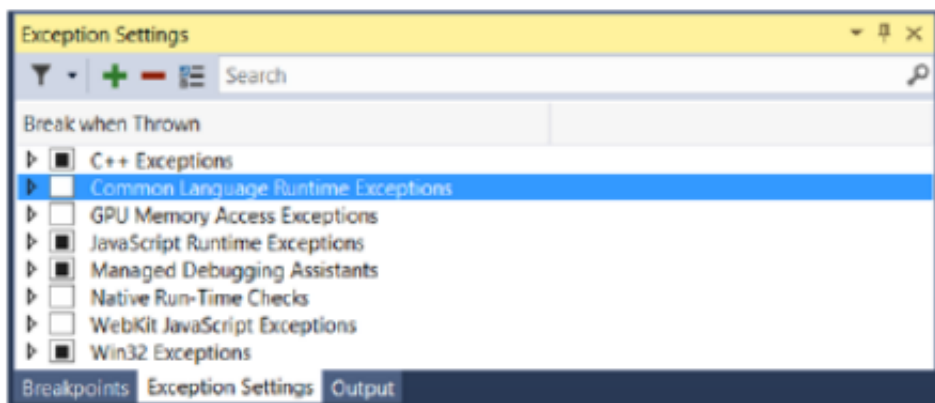 Exception Settings
Search
Break when Thrown
C++ Exceptions
Common Language Runtime Exceptions
GPU Memory Access Exceptions
JavaScript Runtime Exceptions
Managed Debugging Assistants
Native Run-Time Checks
WebKit JavaScript Exceptions
Win32 Exceptions
Breakpoints Exception Settings Output